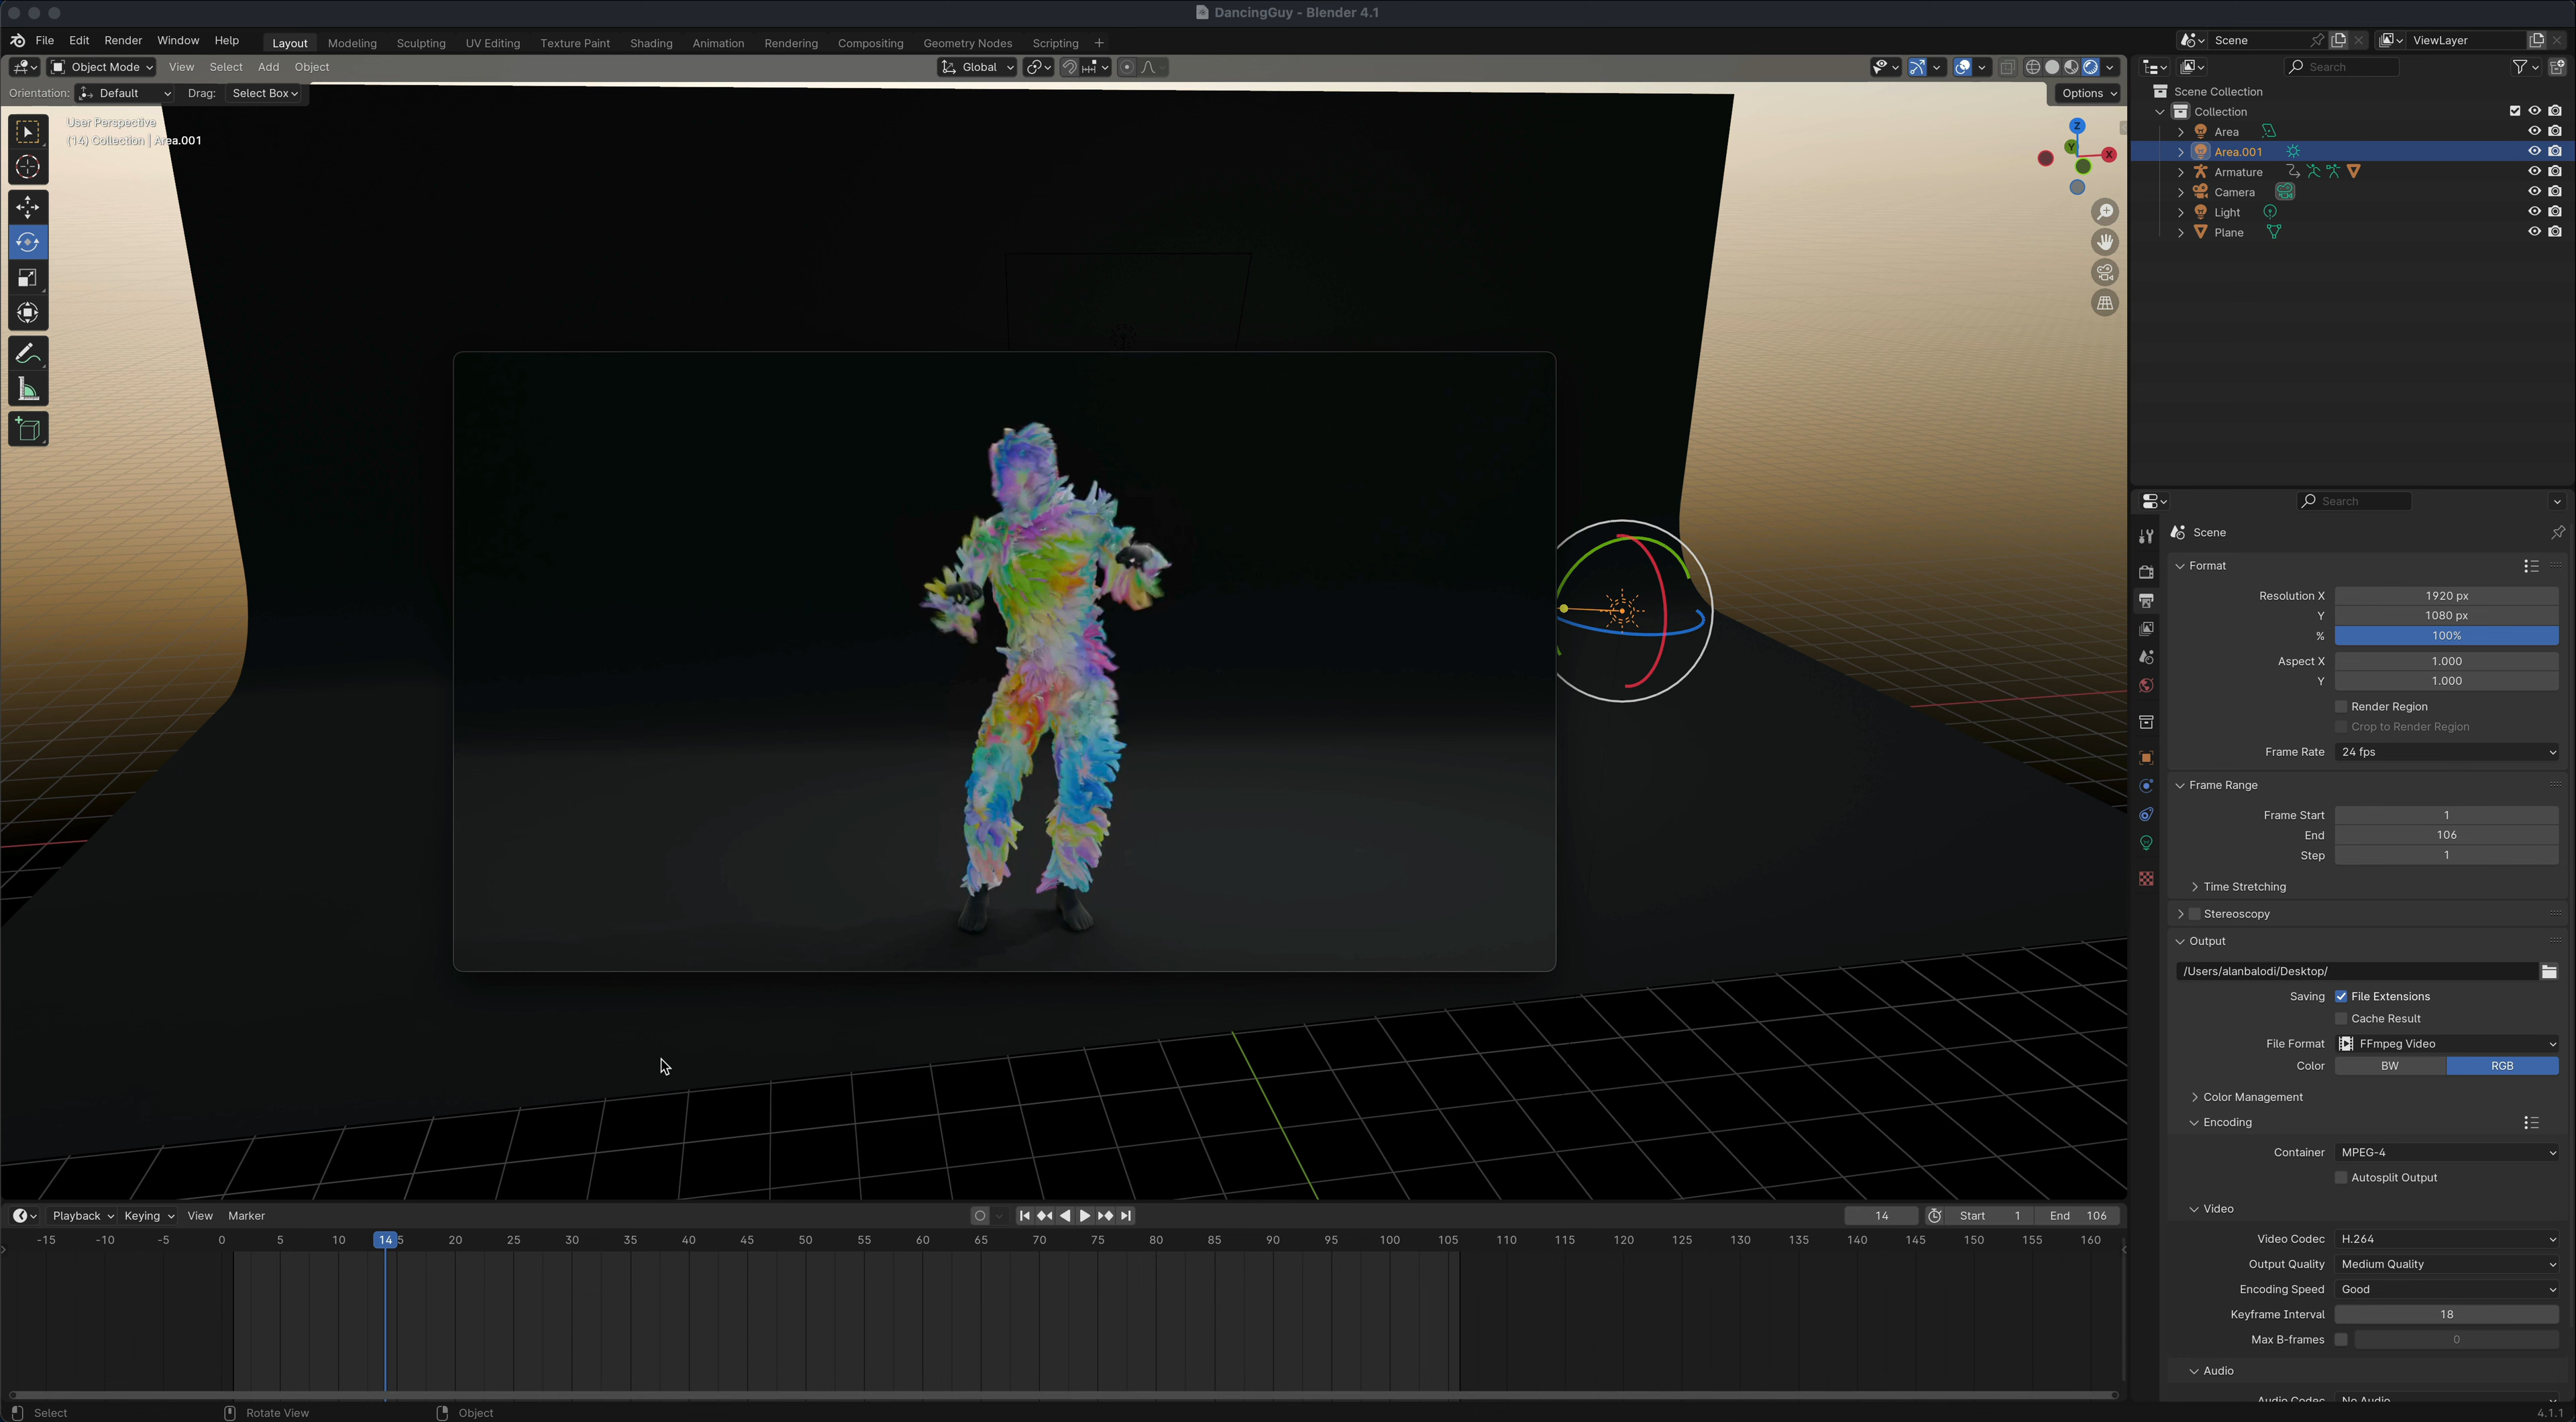 DancingGuy - Blender 4.1
File Edit Render Window Help Layout Modeling Sculpting UV Editing Texture Paint Shading Animation Rendering Compositing Geometry Nodes Scripting + Scene ViewLayer
Object Mode View Select Add Object Global Search
Orientation: Default Drag: Select Box Options
User Perspective
(14) Collection | Area.001
Z
Y
X
Scene Collection
Collection
Area
Area.001
Armature
Camera
Light
Plane
Search
Scene
Format
Resolution X 1920 px
Y 1080 px
% 100%
Aspect X 1.000
Y 1.000
Render Region
Crop to Render Region
Frame Rate 24 fps
Frame Range
Frame Start 1
End 106
Step 1
Time Stretching
Stereoscopy
Output
/Users/alanbalodi/Desktop/
Saving File Extensions
Cache Result
File Format FFmpeg Video
Color BW RGB
Color Management
Encoding
Container MPEG-4
Autosplit Output
Video
Video Codec H.264
Output Quality Medium Quality
Encoding Speed Good
Keyframe Interval 18
Max B-frames 0
Audio
Audio Codec No Audio
Playback Keying View Marker 14 Start 1 End 106
-15 -10 -5 0 5 10 14 5 20 25 30 35 40 45 50 55 60 65 70 75 80 85 90 95 100 105 110 115 120 125 130 135 140 145 150 155 160
Select Rotate View Object 4.1.1